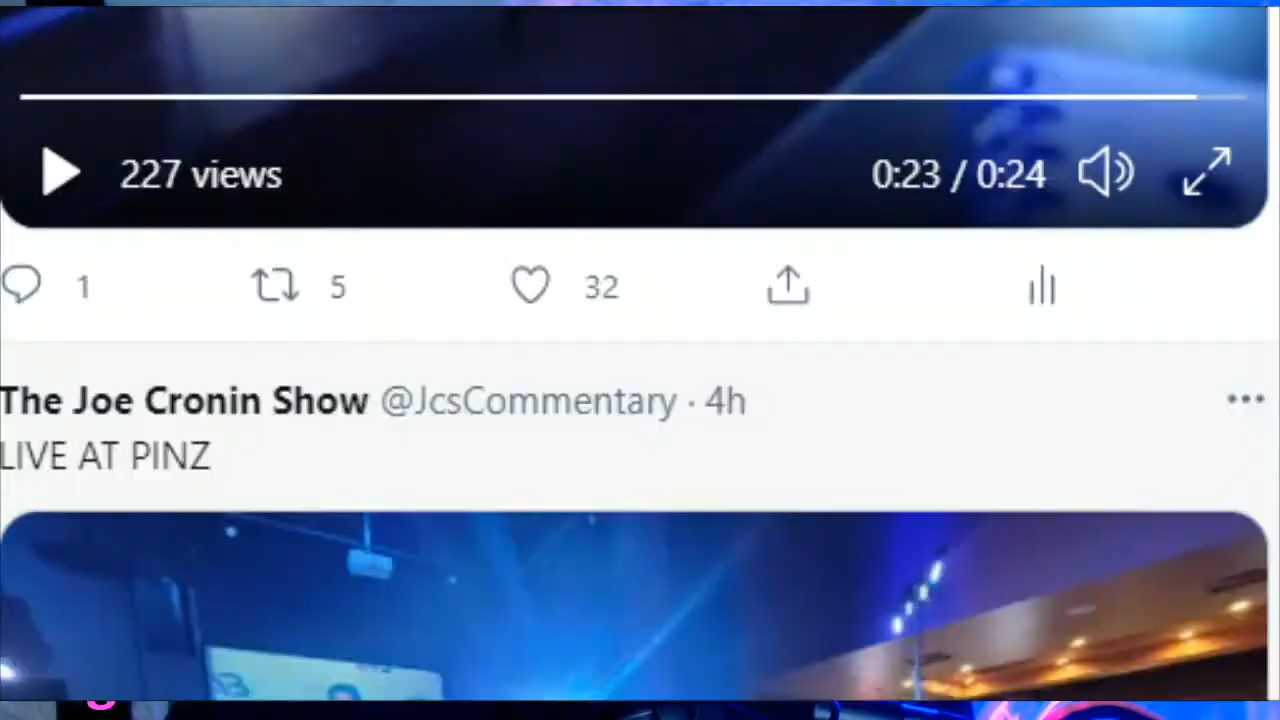 227 views
0:23 / 0:24
1
5
32
The Joe Cronin Show @JcsCommentary · 4h
LIVE AT PINZ